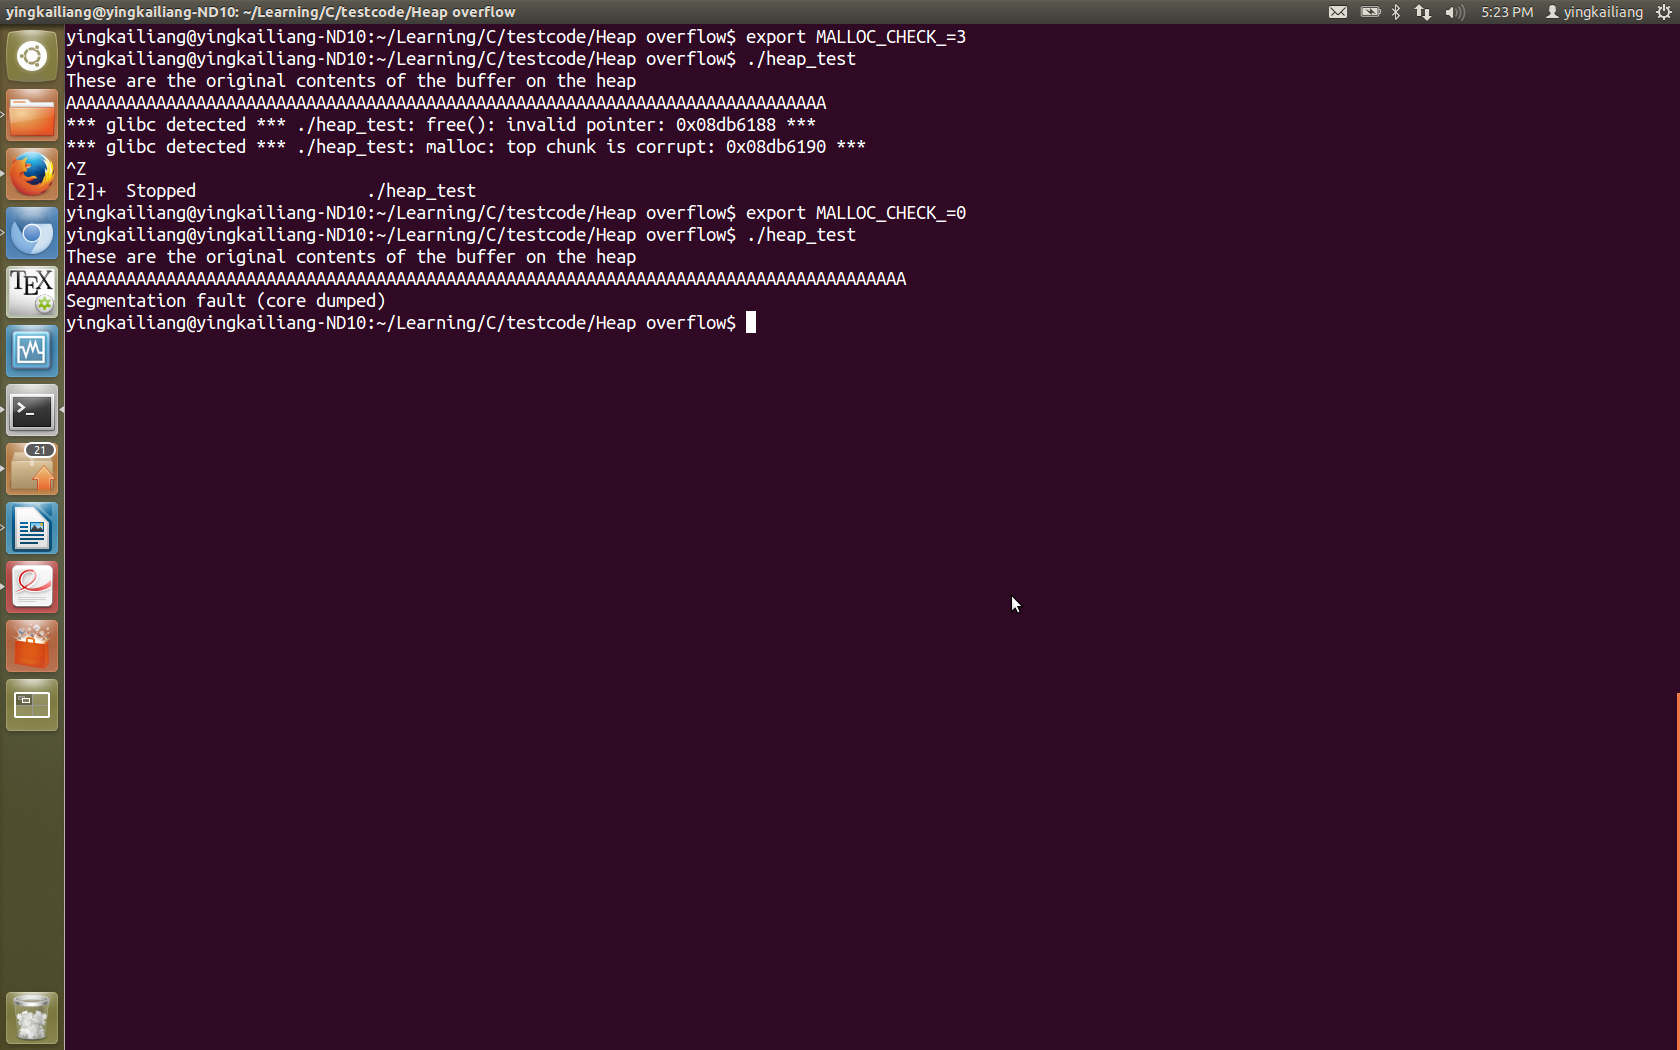 yingkailiang@yingkailiang-ND10: ~/Learning/C/testcode/Heap overflow
5:23 PM yingkailiang
yingkailiang@yingkailiang-ND10:~/Learning/C/testcode/Heap overflow$ export MALLOC_CHECK_=3
yingkailiang@yingkailiang-ND10:~/Learning/C/testcode/Heap overflow$ ./heap_test
These are the original contents of the buffer on the heap
AAAAAAAAAAAAAAAAAAAAAAAAAAAAAAAAAAAAAAAAAAAAAAAAAAAAAAAAAAAAAAAAAAAAAAAAAAAA
*** glibc detected *** ./heap_test: free(): invalid pointer: 0x08db6188 ***
*** glibc detected *** ./heap_test: malloc: top chunk is corrupt: 0x08db6190 ***
^Z
[2]+  Stopped                 ./heap_test
yingkailiang@yingkailiang-ND10:~/Learning/C/testcode/Heap overflow$ export MALLOC_CHECK_=0
yingkailiang@yingkailiang-ND10:~/Learning/C/testcode/Heap overflow$ ./heap_test
These are the original contents of the buffer on the heap
AAAAAAAAAAAAAAAAAAAAAAAAAAAAAAAAAAAAAAAAAAAAAAAAAAAAAAAAAAAAAAAAAAAAAAAAAAAAAAAAAAAA
Segmentation fault (core dumped)
yingkailiang@yingkailiang-ND10:~/Learning/C/testcode/Heap overflow$
TEX
>_
21